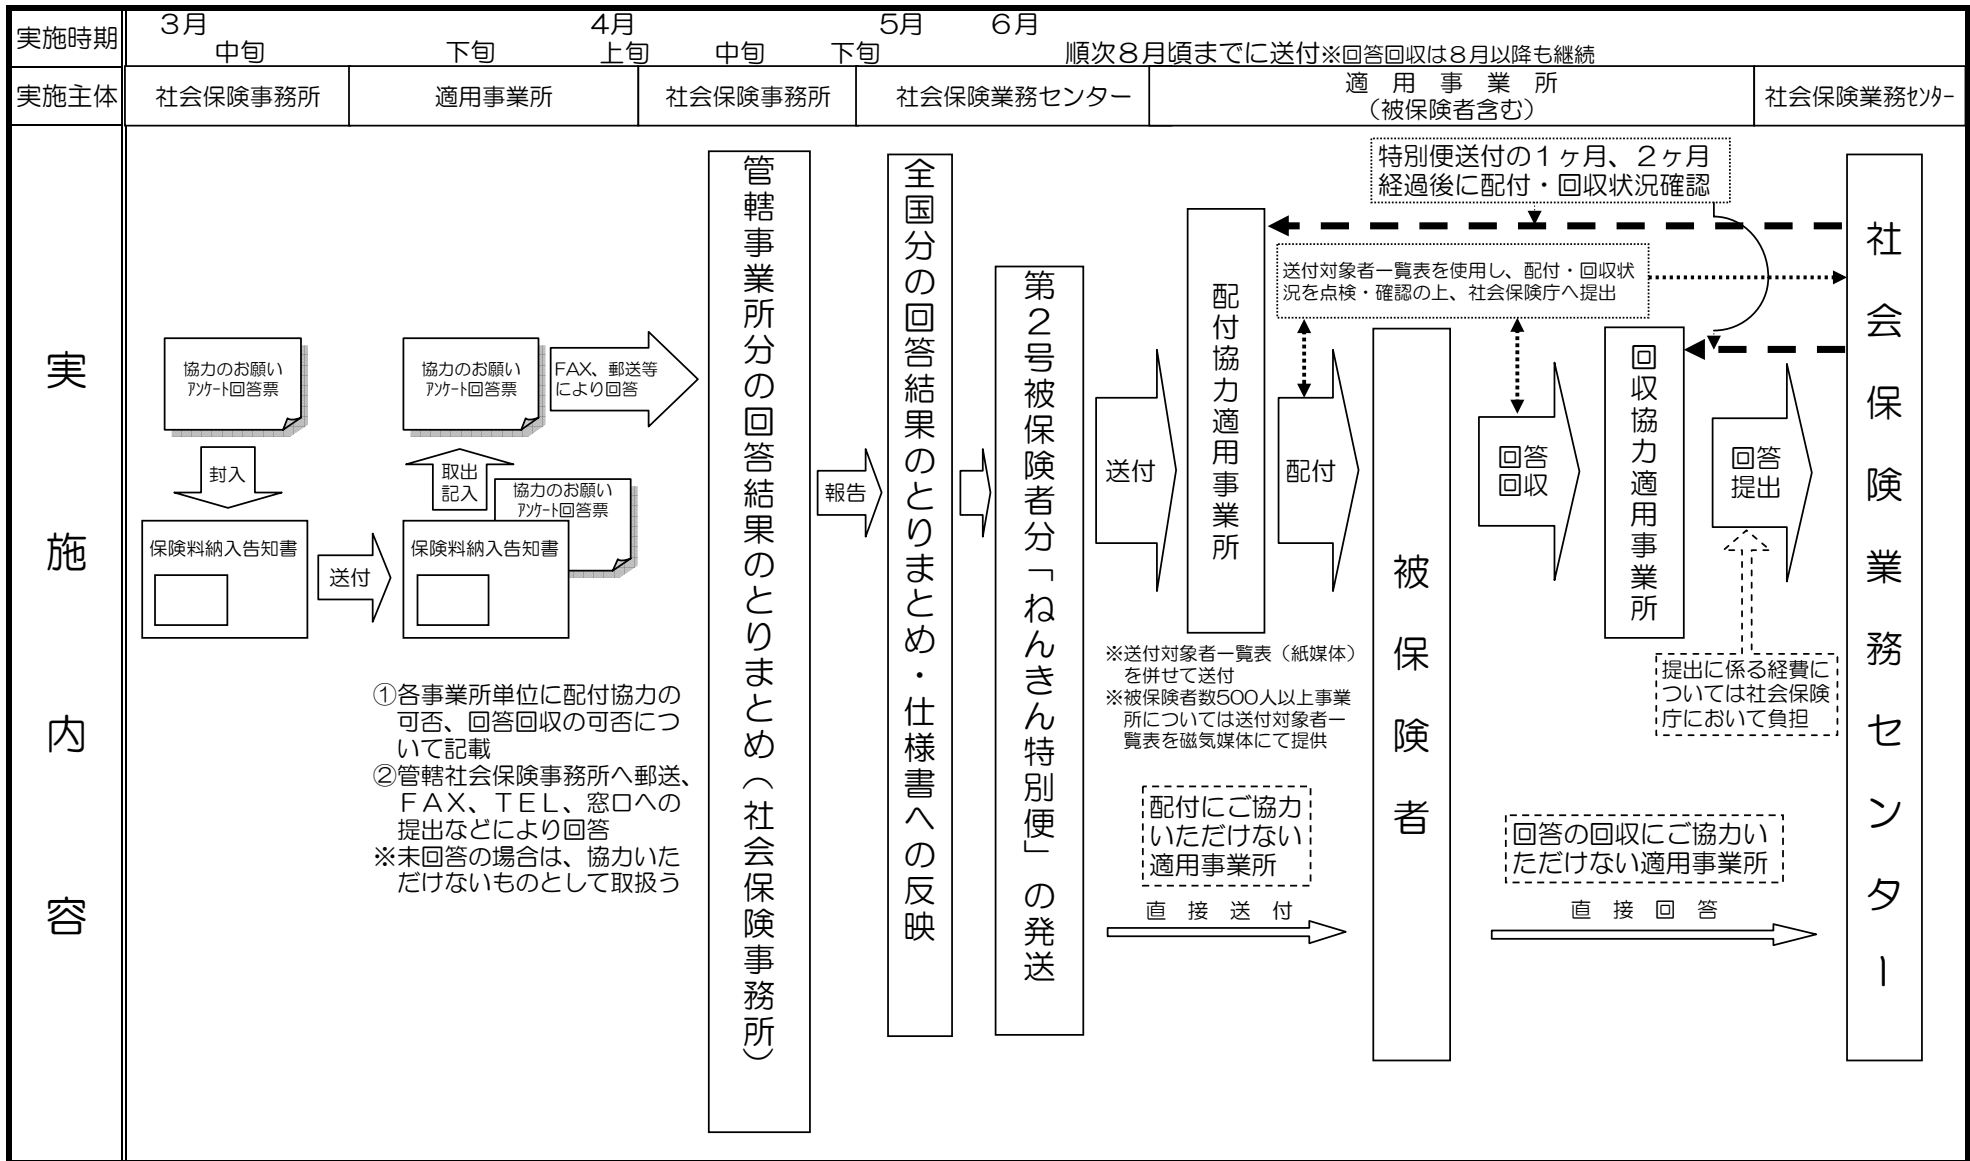 実施時期
３月
４月
５月
６月
中旬
下旬
上旬
中旬
下旬
順次８月頃までに送付※回答回収は８月以降も継続
実施主体
社会保険事務所
適用事業所
社会保険事務所
社会保険業務センター
適用事業所
（被保険者含む）
社会保険業務ｾﾝﾀｰ
実施内容
協力のお願い
ｱﾝｹｰﾄ回答票
封入
保険料納入告知書
送付
協力のお願い
ｱﾝｹｰﾄ回答票
取出
記入
協力のお願い
ｱﾝｹｰﾄ回答票
保険料納入告知書
FAX、郵送等
により回答
①各事業所単位に配付協力の
可否、回答回収の可否につ
いて記載
②管轄社会保険事務所へ郵送、
ＦＡＸ、ＴＥＬ、窓口への
提出などにより回答
※未回答の場合は、協力いた
だけないものとして取扱う
管轄事業所分の回答結果のとりまとめ（社会保険事務所）
報告
全国分の回答結果のとりまとめ・仕様書への反映
第２号被保険者分「ねんきん特別便」の発送
送付
配付協力適用事業所
※送付対象者一覧表（紙媒体）
を併せて送付
※被保険者数500人以上事業
所については送付対象者一
覧表を磁気媒体にて提供
配付にご協力
いただけない
適用事業所
直接送付
特別便送付の１ヶ月、２ヶ月
経過後に配付・回収状況確認
送付対象者一覧表を使用し、配付・回収状
況を点検・確認の上、社会保険庁へ提出
配付
被保険者
回答
回収
回収協力適用事業所
回答
提出
提出に係る経費に
ついては社会保険
庁において負担
回答の回収にご協力い
ただけない適用事業所
直接回答
社会保険業務センター